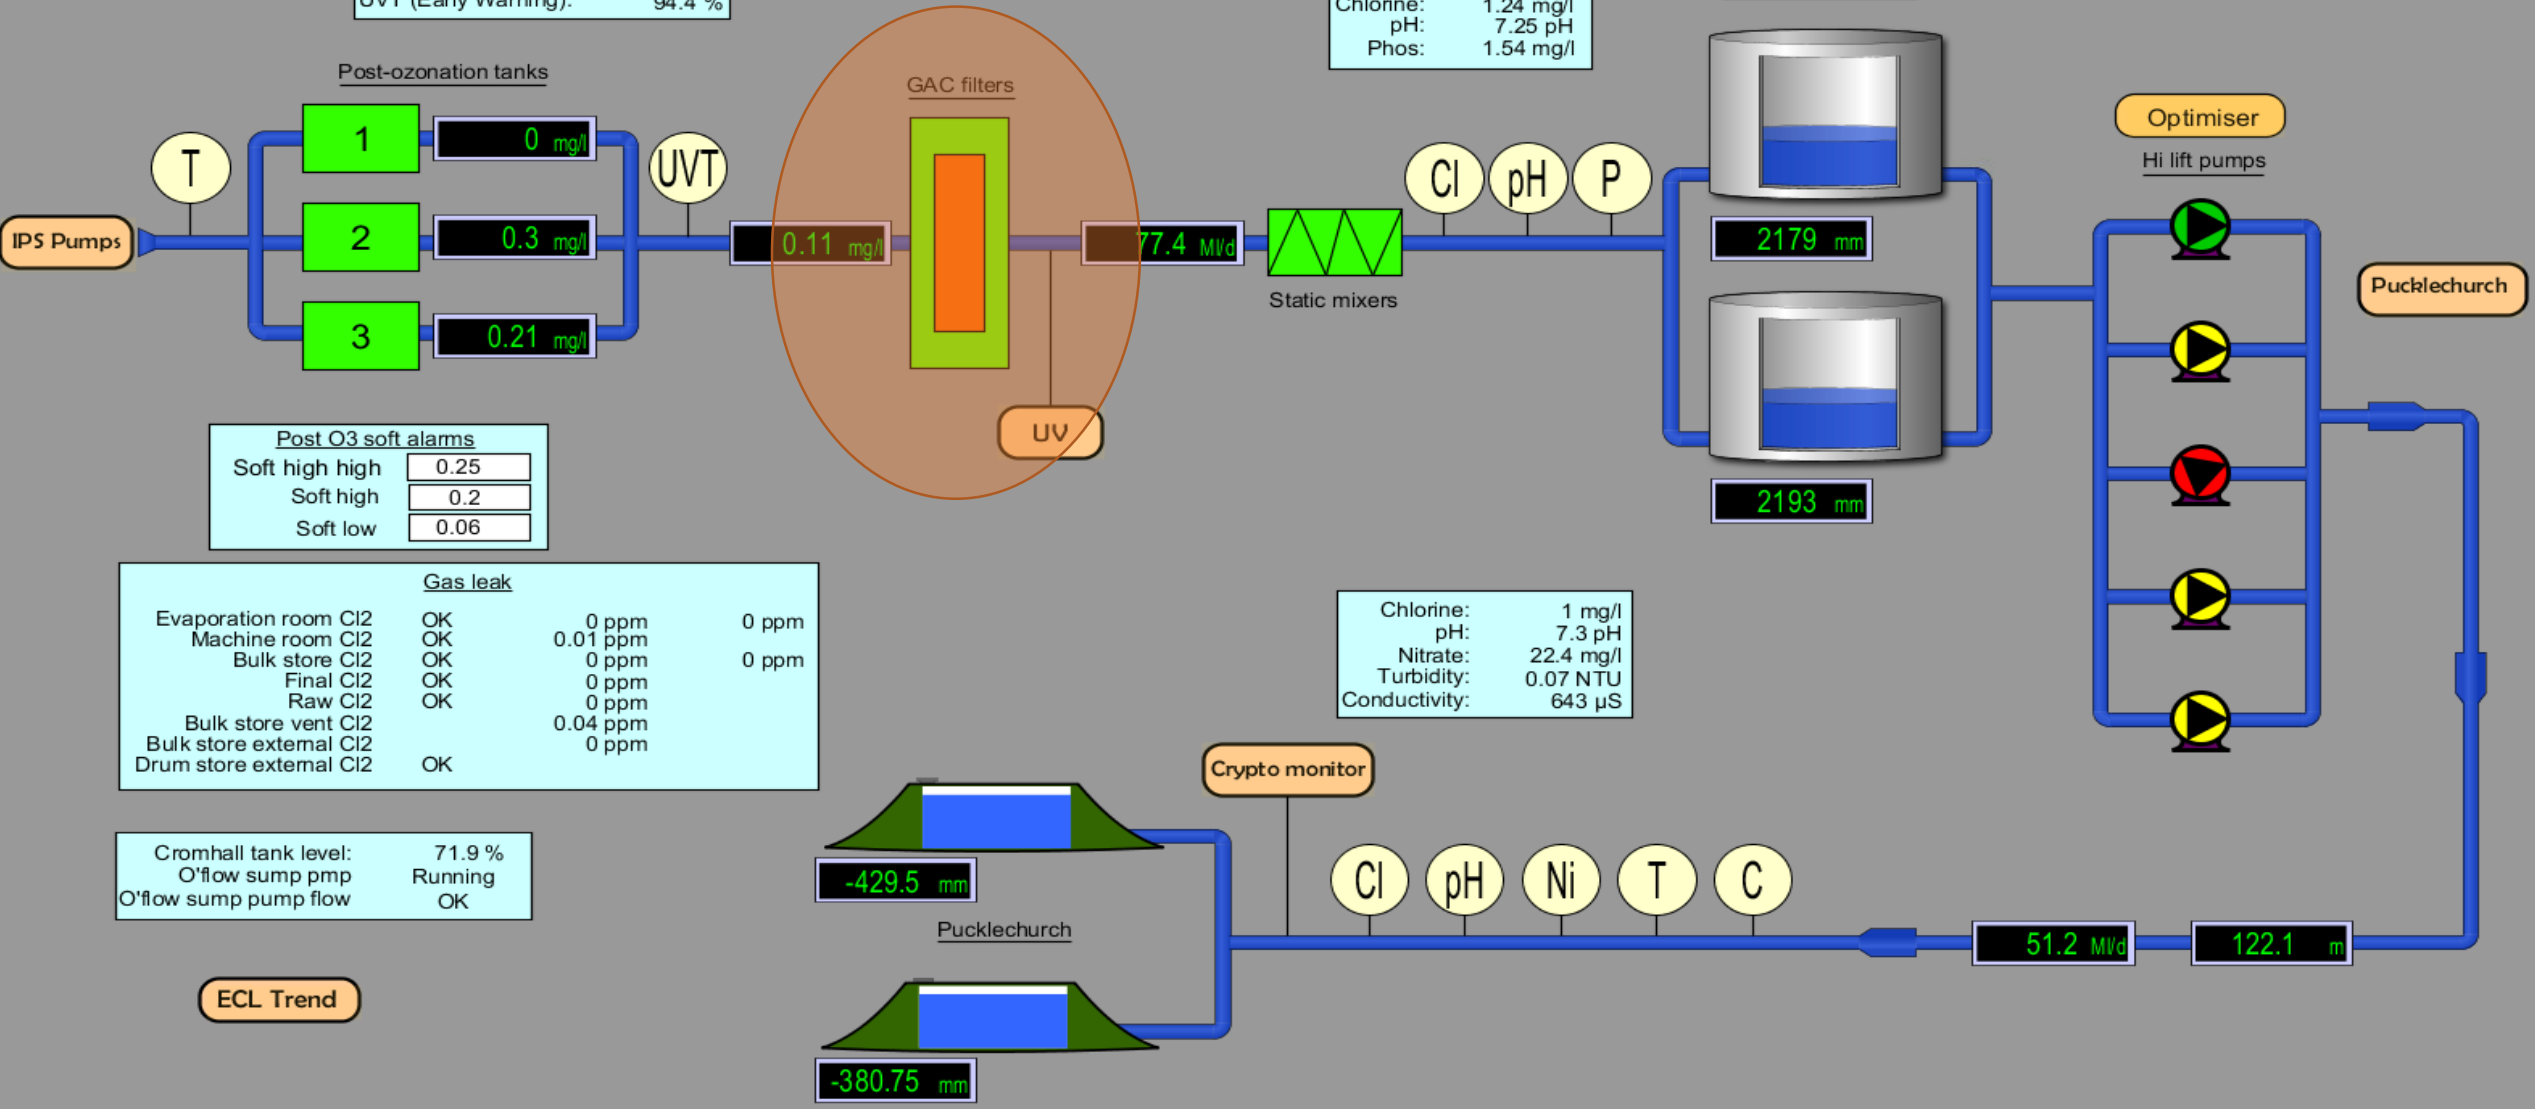 UVT (Early Warning): 94.4 %
Chlorine: 1.24 mg/l
pH: 7.25 pH
Phos: 1.54 mg/l
Post-ozonation tanks
GAC filters
Optimiser
Hi lift pumps
1 0 mg/l
T
UVT
Cl pH P
IPS Pumps
2 0.3 mg/l
0.11 mg/l
77.4 Ml/d
2179 mm
Static mixers
Pucklechurch
3 0.21 mg/l
UV
Post O3 soft alarms
Soft high high 0.25
Soft high 0.2
Soft low 0.06
2193 mm
Gas leak
Evaporation room Cl2 OK 0 ppm 0 ppm
Machine room Cl2 OK 0.01 ppm
Bulk store Cl2 OK 0 ppm 0 ppm
Final Cl2 OK 0 ppm
Raw Cl2 OK 0 ppm
Bulk store vent Cl2 0.04 ppm
Bulk store external Cl2 0 ppm
Drum store external Cl2 OK
Chlorine: 1 mg/l
pH: 7.3 pH
Nitrate: 22.4 mg/l
Turbidity: 0.07 NTU
Conductivity: 643 µS
Crypto monitor
Cromhall tank level: 71.9 %
O'flow sump pmp Running
O'flow sump pump flow OK
-429.5 mm
Cl pH Ni T C
Pucklechurch
51.2 Ml/d
122.1 m
ECL Trend
-380.75 mm